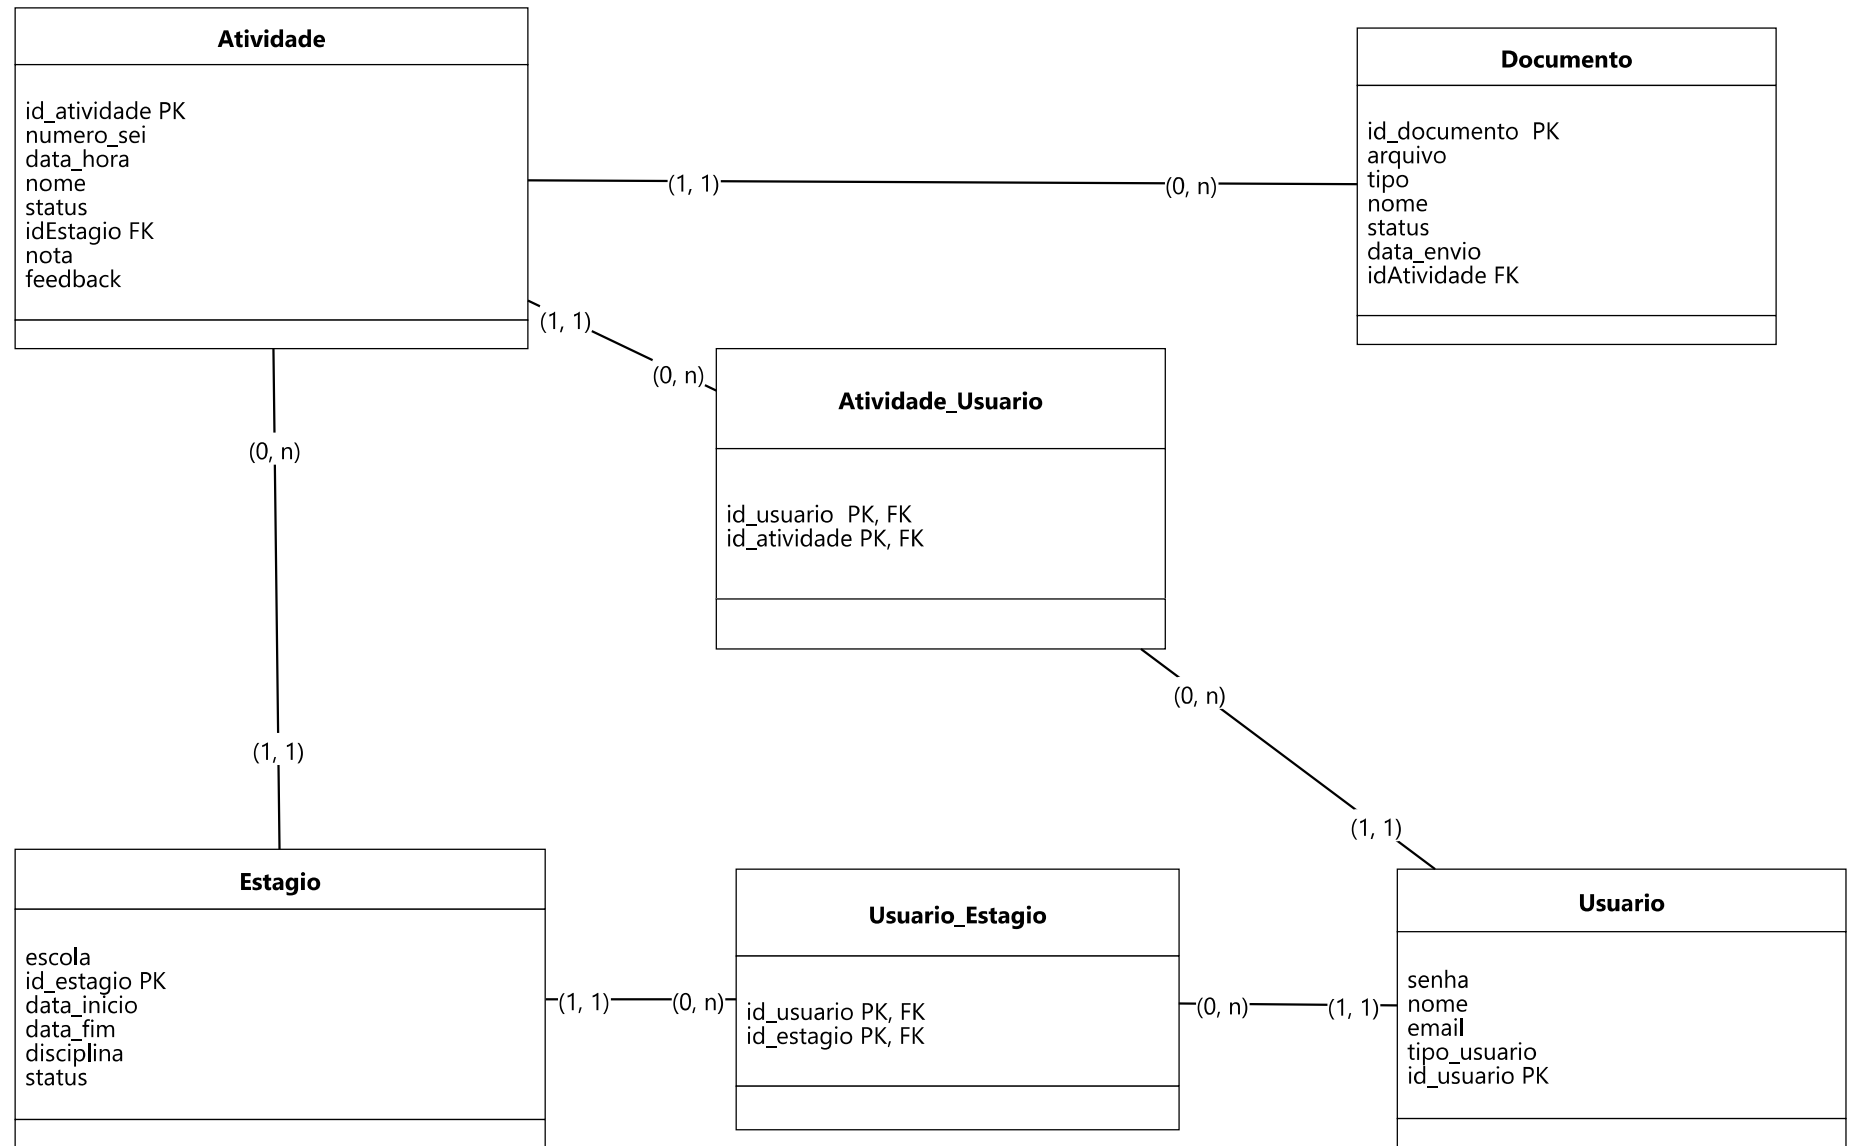 Atividade
id_atividade PK
numero_sei
data_hora
nome
status
idEstagio FK
nota
feedback
Documento
id_documento  PK
arquivo
tipo
nome
status
data_envio
idAtividade FK
(1, 1)
(0, n)
(1, 1)
(0, n)
Atividade_Usuario
id_usuario  PK, FK
id_atividade PK, FK
(0, n)
(1, 1)
(0, n)
(1, 1)
Estagio
escola
id_estagio PK
data_inicio
data_fim
disciplina
status
(1, 1)
(0, n)
Usuario_Estagio
id_usuario PK, FK
id_estagio PK, FK
(0, n)
(1, 1)
Usuario
senha
nome
email
tipo_usuario
id_usuario PK